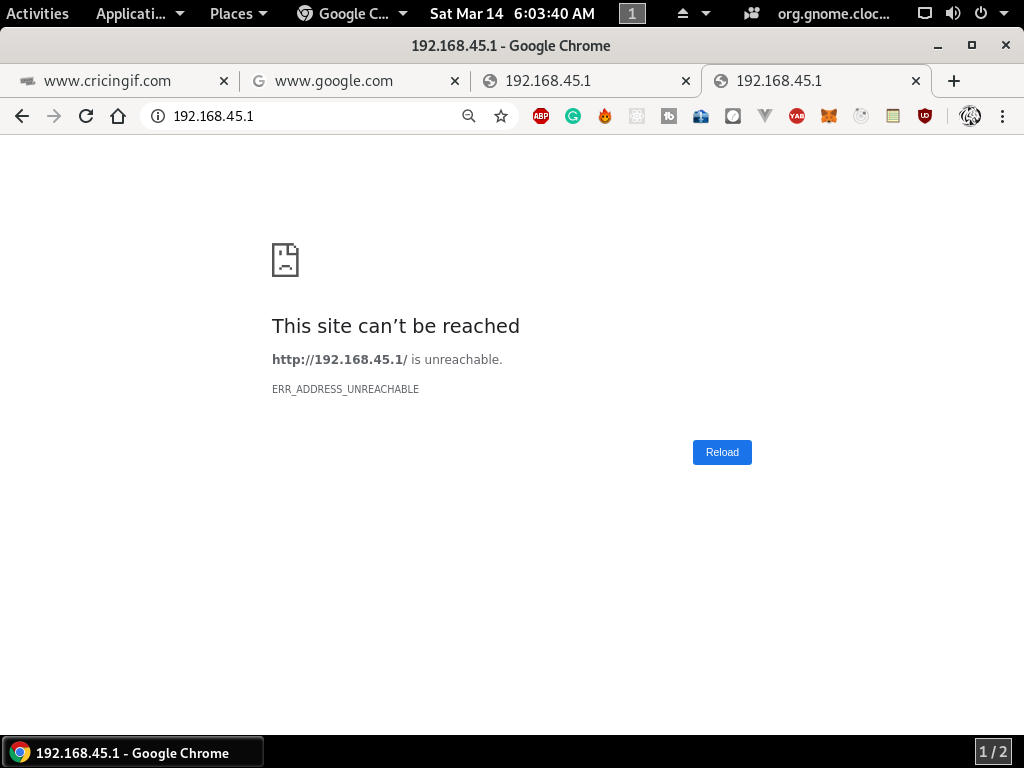 Activities Applicati... Places Google C... Sat Mar 14 6:03:40 AM 1 org.gnome.cloc...
192.168.45.1 - Google Chrome
www.cricingif.com www.google.com 192.168.45.1 192.168.45.1
192.168.45.1 ABP tb YAB UD
This site can’t be reached
http://192.168.45.1/ is unreachable.
ERR_ADDRESS_UNREACHABLE
Reload
192.168.45.1 - Google Chrome 1 / 2